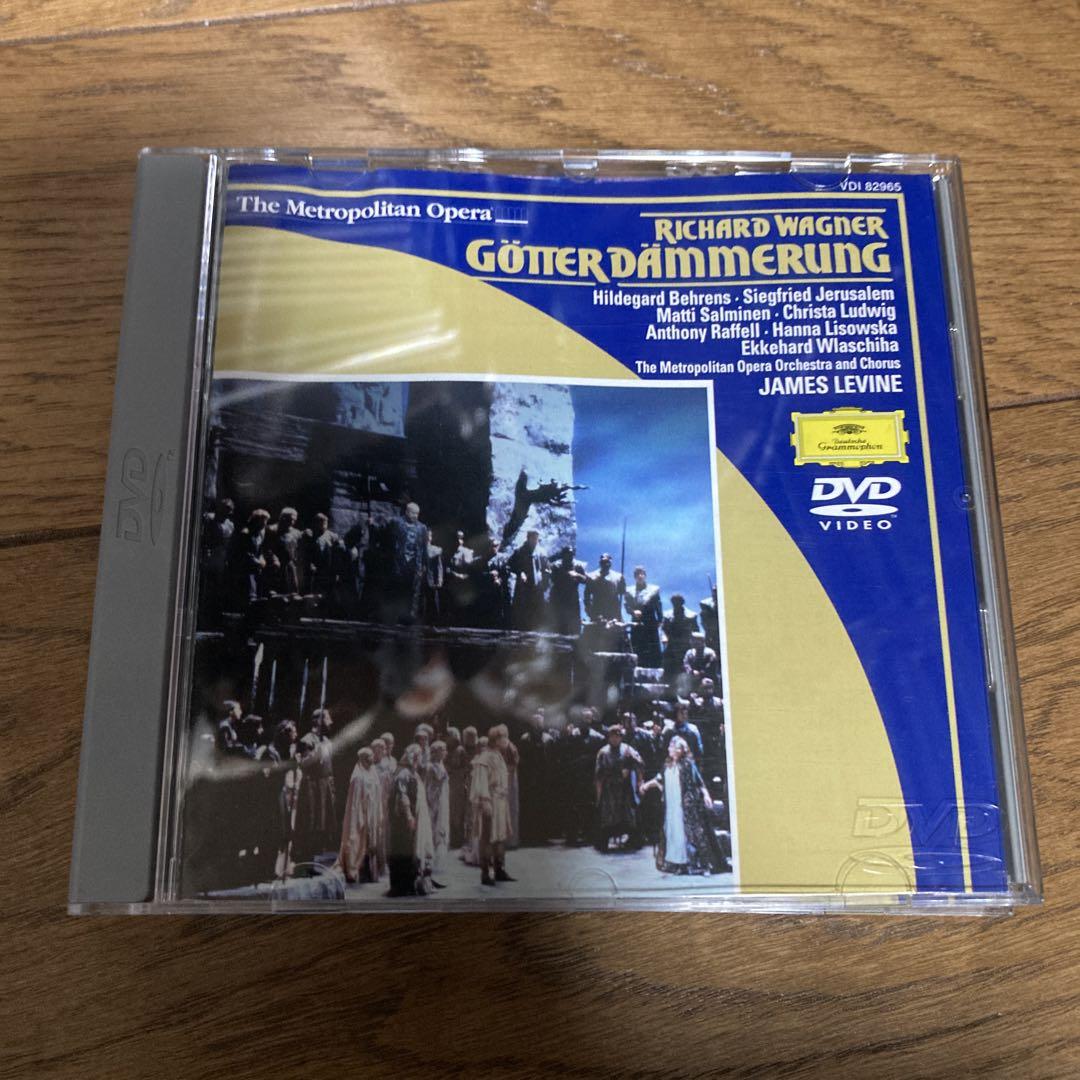 VDI 82965
The Metropolitan Opera
RICHARD WAGNER
GÖTTERDÄMMERUNG
Hildegard Behrens · Siegfried Jerusalem
Matti Salminen · Christa Ludwig
Anthony Raffell · Hanna Lisowska
Ekkehard Wlaschiha
The Metropolitan Opera Orchestra and Chorus
JAMES LEVINE
Deutsche
Grammophon
DVD
VIDEO
DVD
DVD